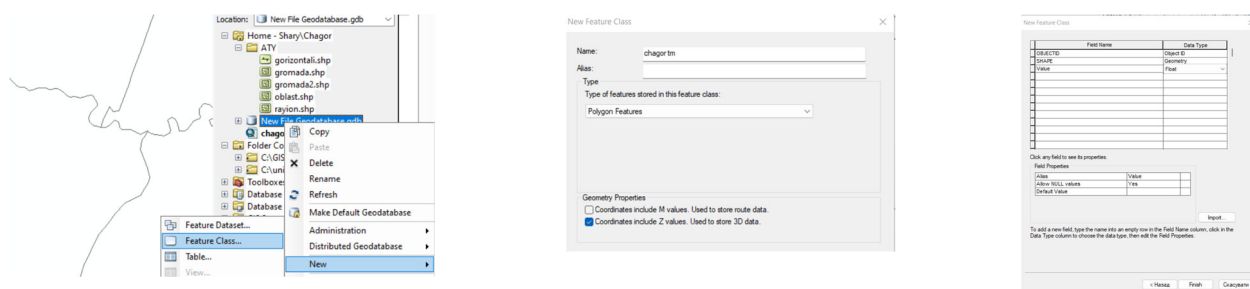 Location: New File Geodatabase.gdb
Home - Shary\Chagor
ATY
gorizontali.shp
gromada.shp
gromada2.shp
oblast.shp
rayion.shp
New File Geodatabase.gdb
chago
Folder Co
C:\GIS
C:\uni
Toolboxes
Database
Database
Copy
Paste
Delete
Rename
Refresh
Make Default Geodatabase
Administration
Distributed Geodatabase
New
Feature Dataset...
Feature Class...
Table...
View...
New Feature Class
Name: chagor tm
Alias:
Type
Type of features stored in this feature class:
Polygon Features
Geometry Properties
Coordinates include M values. Used to store route data.
Coordinates include Z values. Used to store 3D data.
New Feature Class
Field Name Data Type
OBJECTID Object ID
SHAPE Geometry
Value Float
Click any field to see its properties.
Field Properties
Alias Value
Allow NULL values Yes
Default Value
Import...
To add a new field, type the name into an empty row in the Field Name column, click in the
Data Type column to choose the data type, then edit the Field Properties.
< Назад Finish Скасувати